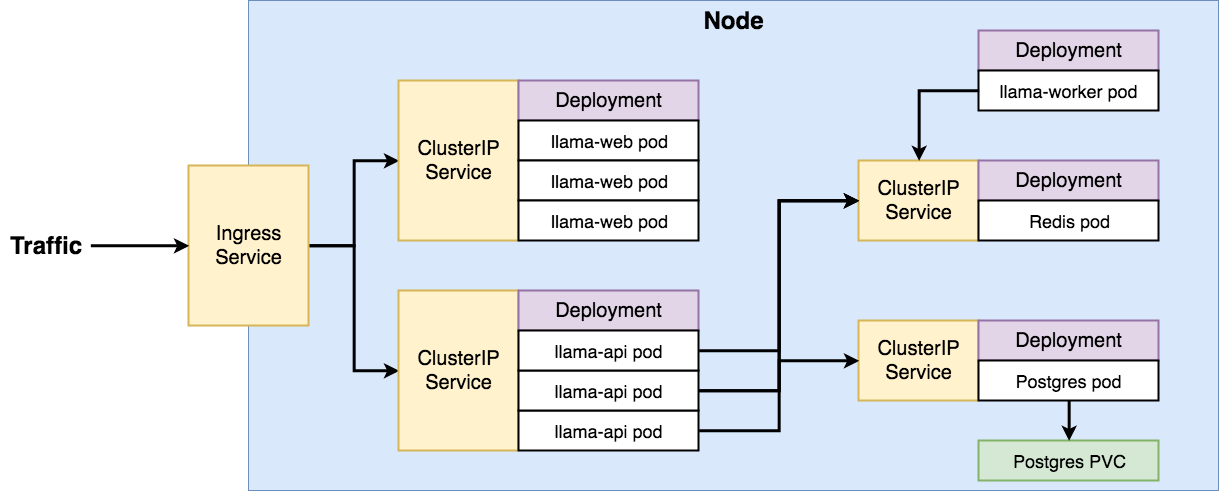 Node
Traffic
Ingress
Service
ClusterIP
Service
Deployment
llama-web pod
llama-web pod
llama-web pod
ClusterIP
Service
Deployment
llama-api pod
llama-api pod
llama-api pod
Deployment
llama-worker pod
ClusterIP
Service
Deployment
Redis pod
ClusterIP
Service
Deployment
Postgres pod
Postgres PVC